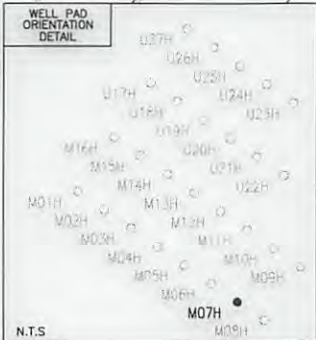 WELL PAD
ORIENTATION
DETAIL
U27H
U26H
U25H
U17H
U24H
U18H
U23H
U19H
M16H
U20H
M15H
U21H
M14H
U22H
M01H
M13H
M02H
M12H
M03H
M11H
M04H
M10H
M05H
M09H
M06H
M07H
M08H
N.T.S